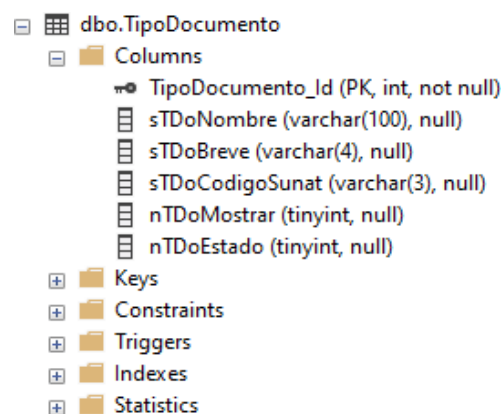 dbo.TipoDocumento
Columns
TipoDocumento_Id (PK, int, not null)
sTDoNombre (varchar(100), null)
sTDoBreve (varchar(4), null)
sTDoCodigoSunat (varchar(3), null)
nTDoMostrar (tinyint, null)
nTDoEstado (tinyint, null)
Keys
Constraints
Triggers
Indexes
Statistics